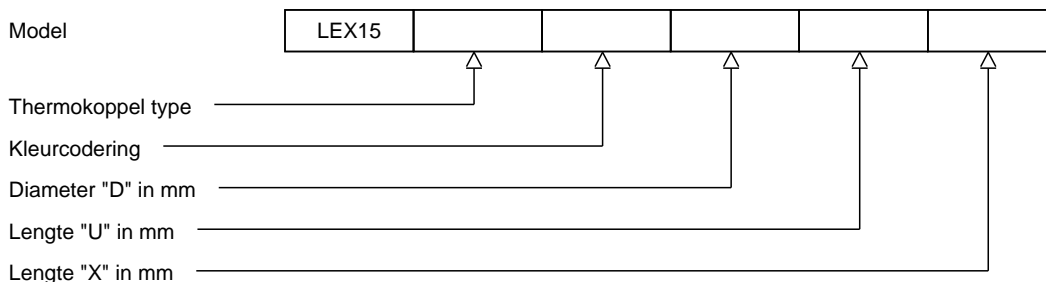 Model LEX15
Thermokoppel type
Kleurcodering
Diameter "D" in mm
Lengte "U" in mm
Lengte "X" in mm